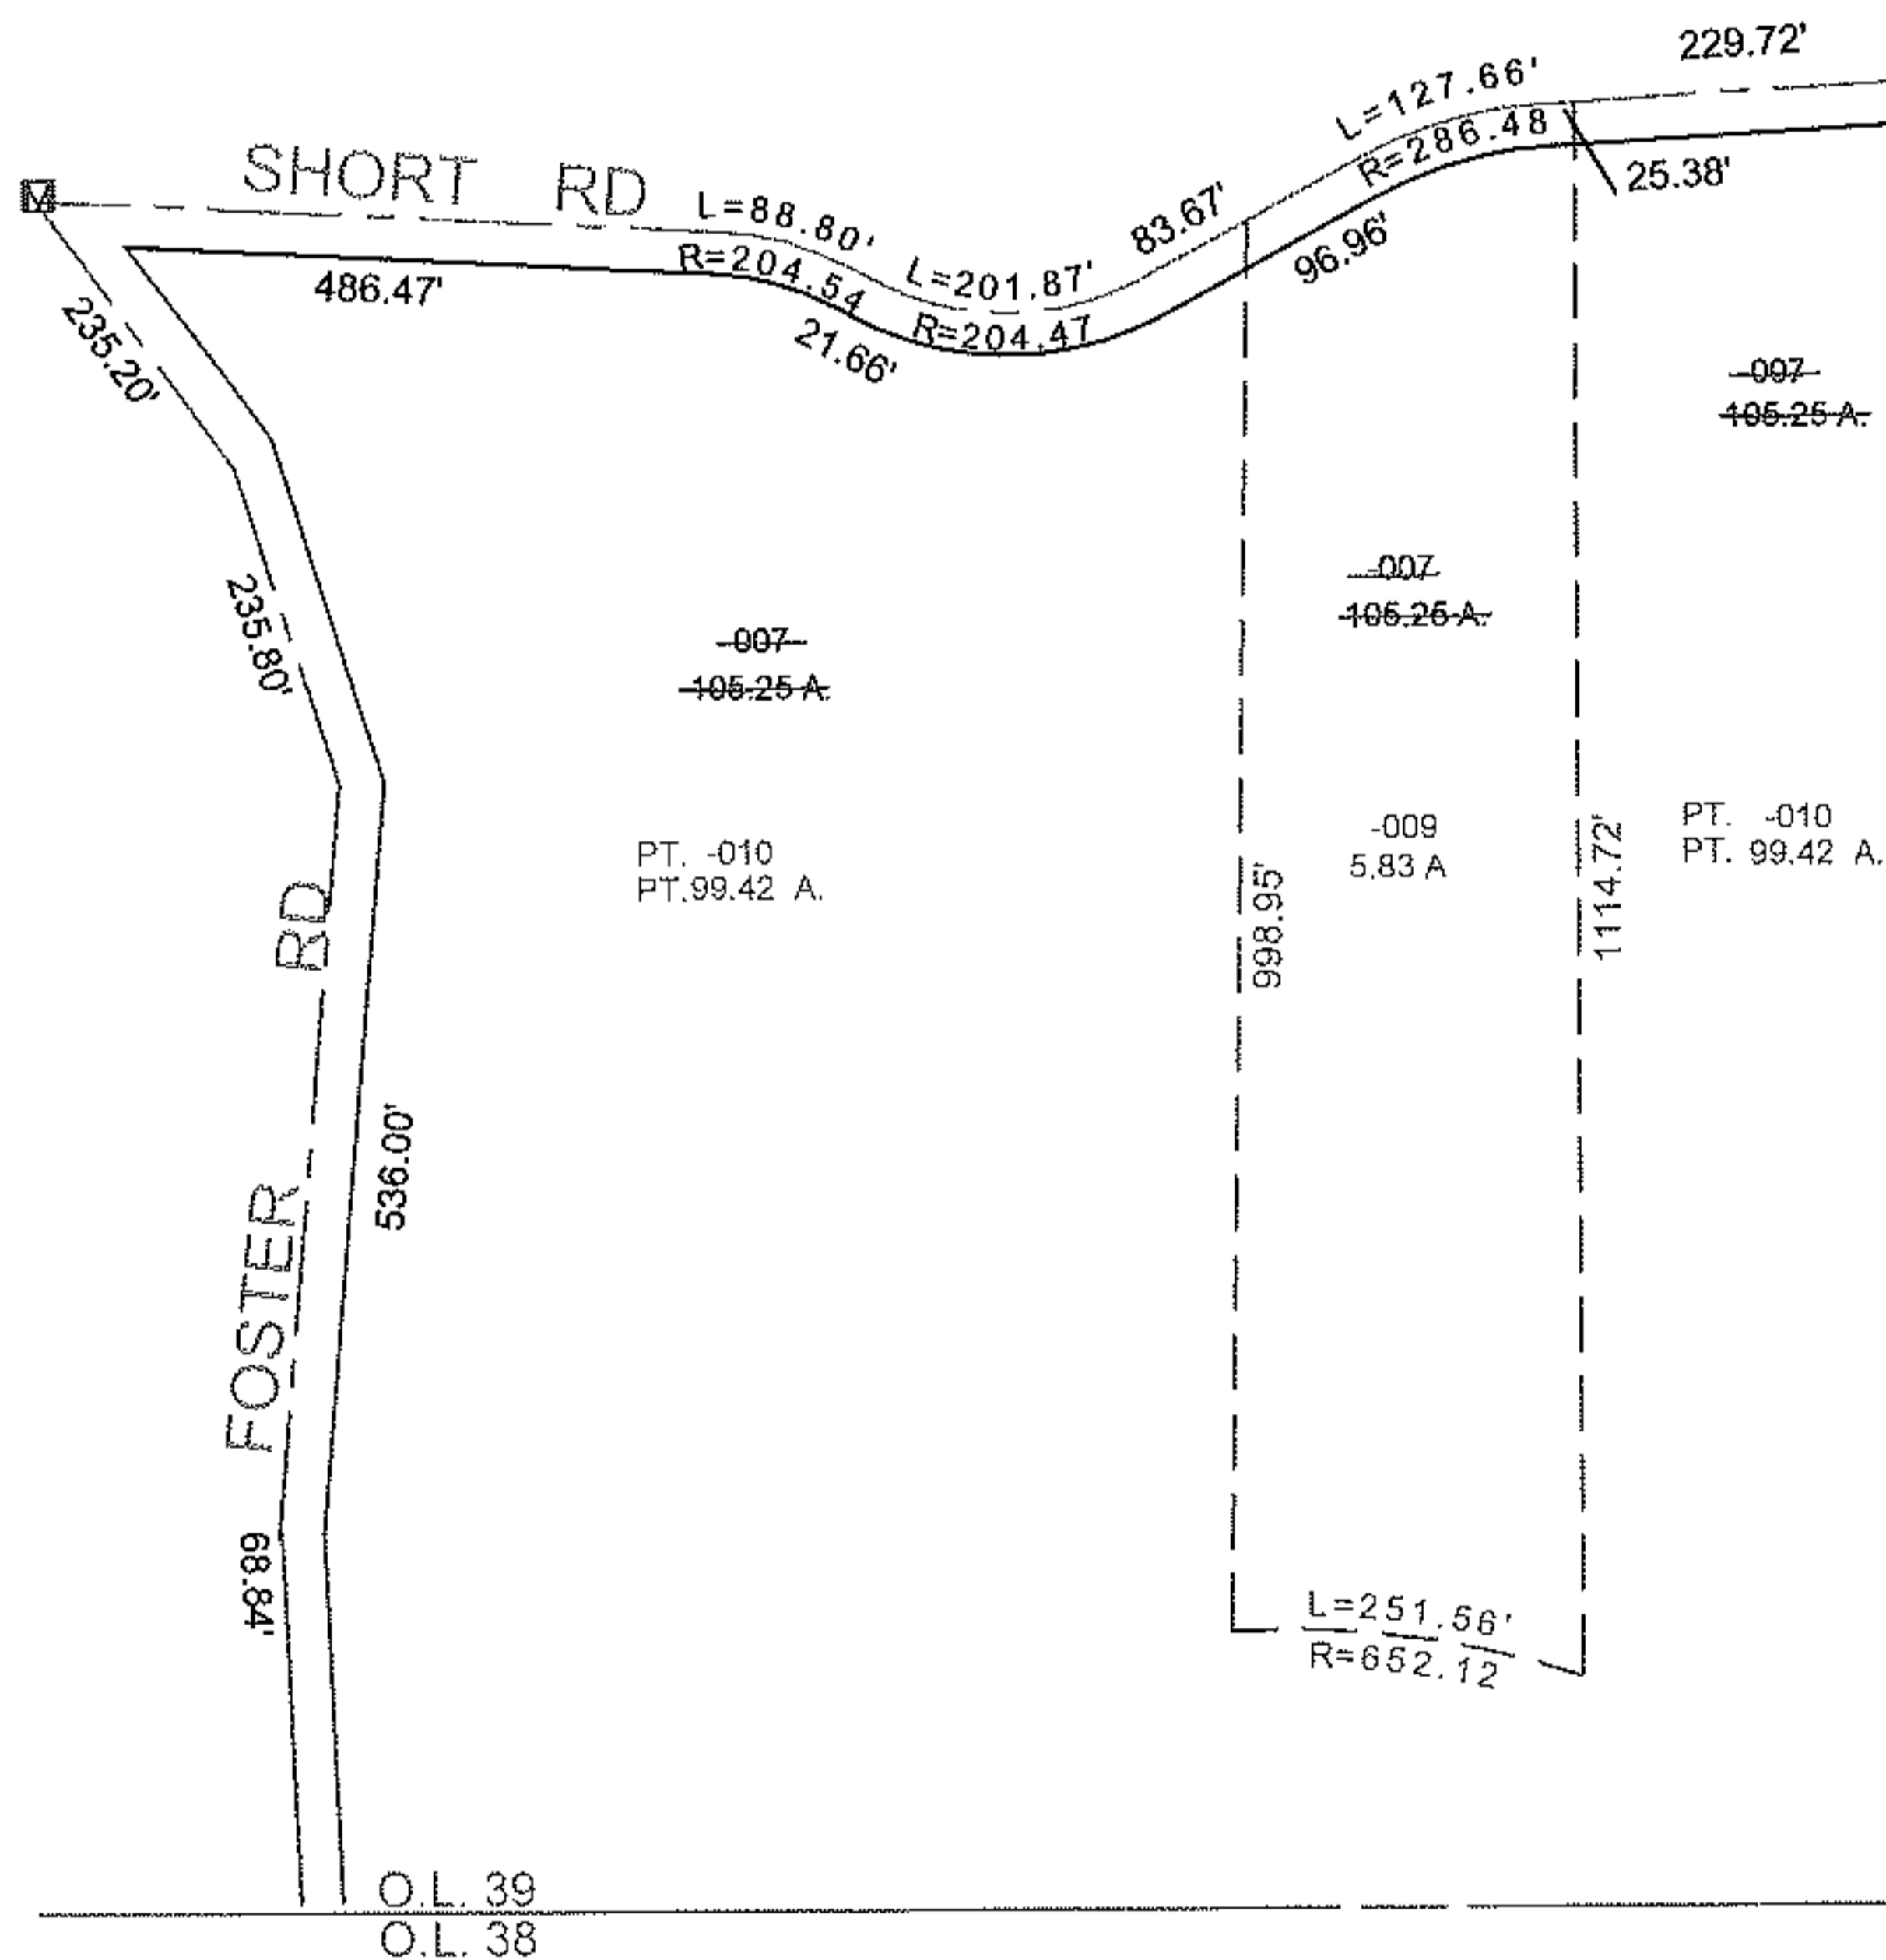 229.72'
L=127.66'
R=286.48
25.38'
SHORT RD
L=88.80'
R=204.54
L=201.87'
R=204.47
83.67'
96.96'
486.47'
21.66'
235.20'
-007
105.25 A.
-007
105.25 A.
235.80'
-007
105.25 A.
PT. -010
PT. 99.42 A.
-009
5.83 A
PT. -010
PT. 99.42 A.
998.95'
1114.72'
FOSTER RD
536.00'
68.84'
L=251.56'
R=652.12
O.L. 39
O.L. 38